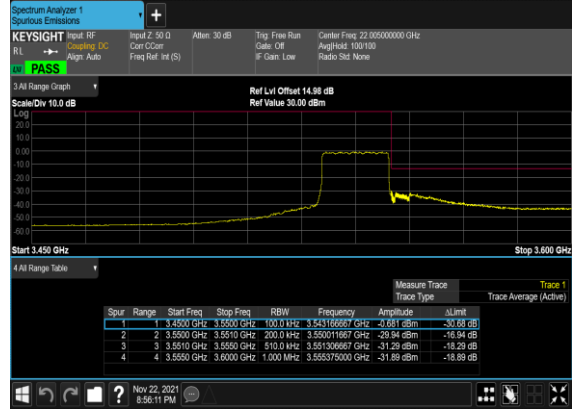 Spectrum Analyzer 1
Spurious Emissions
+
KEYSIGHT Input: RF Input Z: 50 Ω Atten: 30 dB Trig: Free Run Center Freq: 22.005000000 GHz
RL Coupling: DC Corr CCorr Gate: Off Avg|Hold: 100/100
Align: Auto Freq Ref: Int (S) IF Gain: Low Radio Std: None
PASS
3 All Range Graph
Ref Lvl Offset 14.98 dB
Scale/Div 10.0 dB Ref Value 30.00 dBm
Log
20.0
10.0
0.00
-10.0
-20.0
-30.0
-40.0
-50.0
-60.0
Start 3.450 GHz Stop 3.600 GHz
4 All Range Table
Measure Trace Trace 1
Trace Type Trace Average (Active)
Spur Range Start Freq Stop Freq RBW Frequency Amplitude ΔLimit
1 1 3.4500 GHz 3.5500 GHz 100.0 kHz 3.543166667 GHz -0.681 dBm -30.68 dB
2 2 3.5500 GHz 3.5510 GHz 200.0 kHz 3.550011667 GHz -29.94 dBm -16.94 dB
3 3 3.5510 GHz 3.5550 GHz 510.0 kHz 3.551306667 GHz -31.29 dBm -18.29 dB
4 4 3.5550 GHz 3.6000 GHz 1.000 MHz 3.555375000 GHz -31.89 dBm -18.89 dB
?
Nov 22, 2021
8:56:11 PM